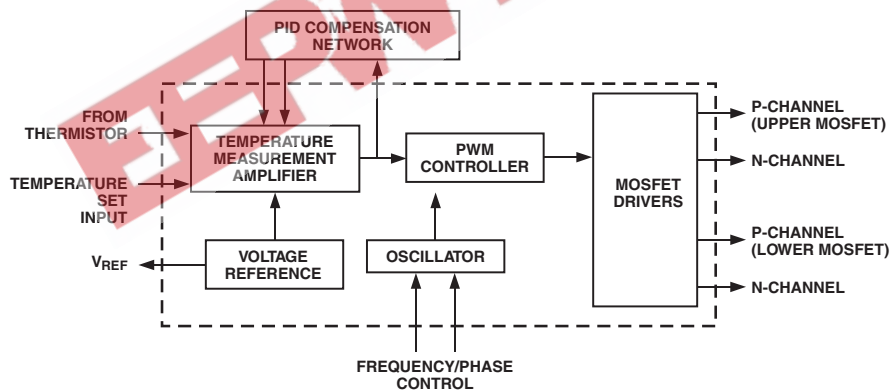 PID COMPENSATION
NETWORK
FROM
THERMISTOR
TEMPERATURE
MEASUREMENT
AMPLIFIER
PWM
CONTROLLER
MOSFET
DRIVERS
P-CHANNEL
(UPPER MOSFET)
N-CHANNEL
P-CHANNEL
(LOWER MOSFET)
N-CHANNEL
TEMPERATURE
SET
INPUT
VREF
VOLTAGE
REFERENCE
OSCILLATOR
FREQUENCY/PHASE
CONTROL